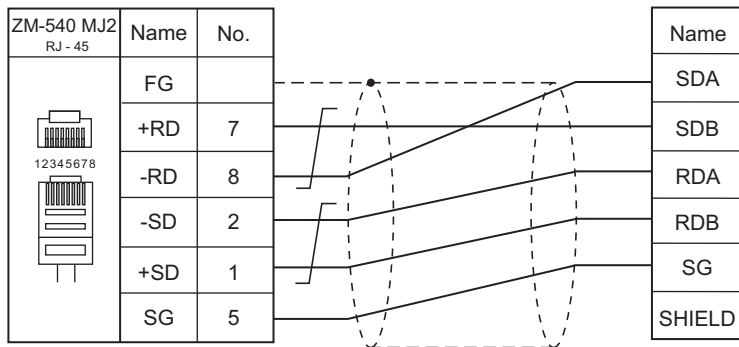 ZM-540 MJ2 Name No. Name
RJ - 45
FG SDA
+RD 7 SDB
12345678
-RD 8 RDA
-SD 2 RDB
+SD 1 SG
SG 5 SHIELD